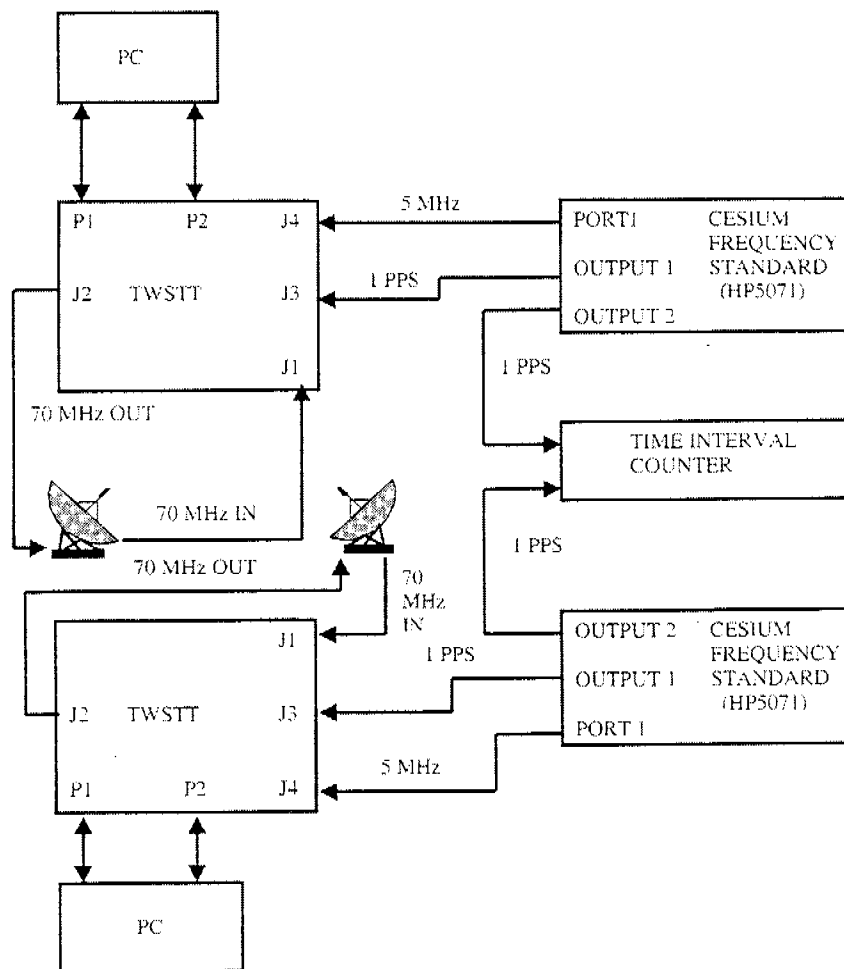 PC
P1 P2 J4
5 MHz
PORT1
CESIUM
FREQUENCY
STANDARD
(HP5071)
OUTPUT 1
OUTPUT 2
J2 TWSTT J3
1 PPS
J1
1 PPS
70 MHz OUT
TIME INTERVAL
COUNTER
70 MHz IN
70 MHz OUT
1 PPS
70
MHz
IN
J1
1 PPS
OUTPUT 2
CESIUM
FREQUENCY
STANDARD
(HP5071)
OUTPUT 1
PORT 1
J2 TWSTT J3
5 MHz
P1 P2 J4
PC